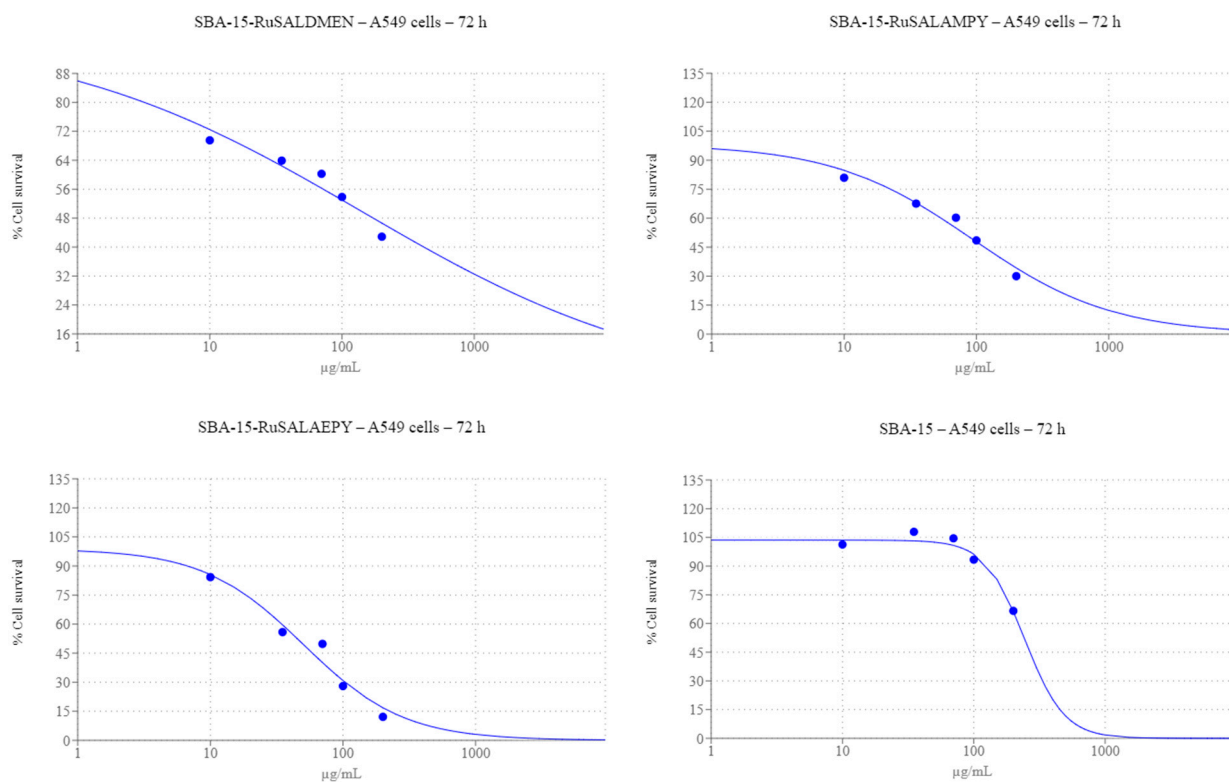 SBA-15-RuSALDMEN – A549 cells – 72 h
% Cell survival
88
80
72
64
56
48
40
32
24
16
1 10 100 1000
µg/mL
SBA-15-RuSALAMPY – A549 cells – 72 h
% Cell survival
135
120
105
90
75
60
45
30
15
0
1 10 100 1000
µg/mL
SBA-15-RuSALAEPY – A549 cells – 72 h
% Cell survival
135
120
105
90
75
60
45
30
15
0
1 10 100 1000
µg/mL
SBA-15 – A549 cells – 72 h
% Cell survival
135
120
105
90
75
60
45
30
15
0
1 10 100 1000
µg/mL